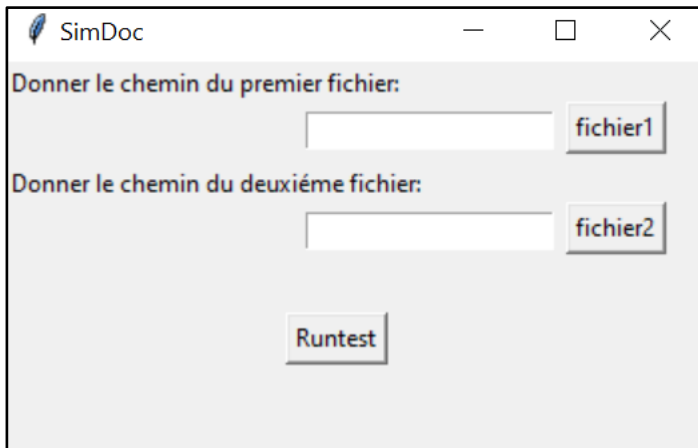 SimDoc
Donner le chemin du premier fichier:
fichier1
Donner le chemin du deuxiéme fichier:
fichier2
Runtest